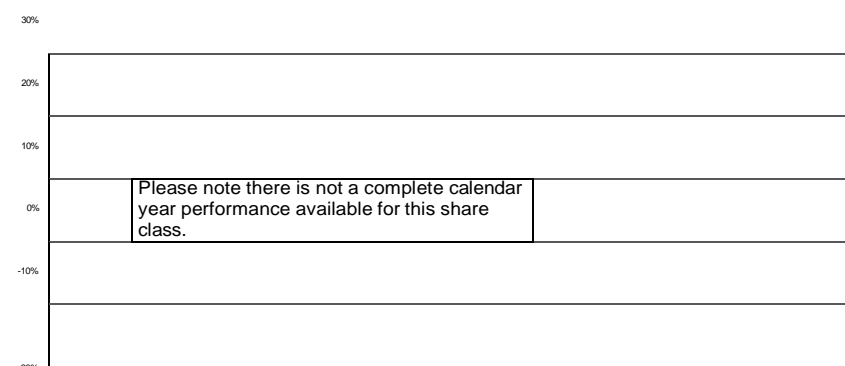 30%
20%
10%
Please note there is not a complete calendar
year performance available for this share
class.
0%
-10%